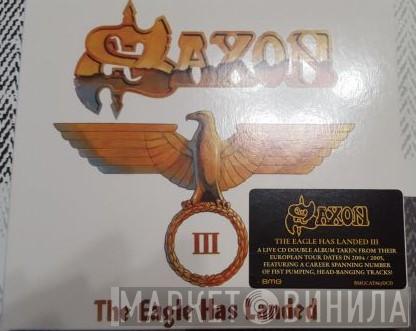 SAXON
III
SAXON
THE EAGLE HAS LANDED III
A LIVE CD DOUBLE ALBUM TAKEN FROM THEIR
EUROPEAN TOUR DATES IN 2004 / 2005,
FEATURING A CAREER SPANNING NUMBER
OF FIST PUMPING, HEAD-BANGING TRACKS!
BMG
The Eagle Has Landed
МАРКЕТ ВИНИЛА